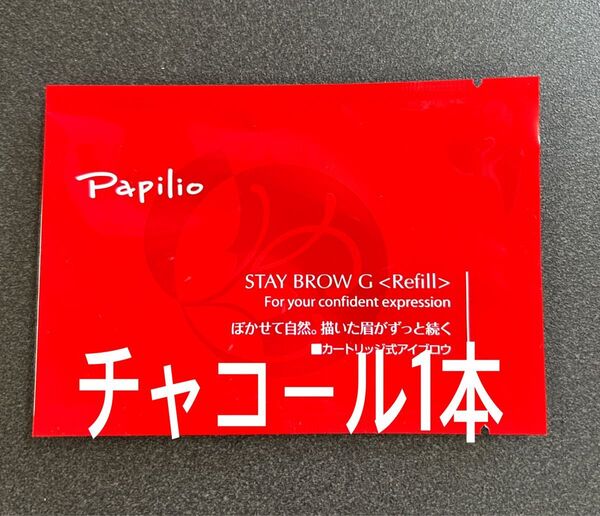 Papilio
STAY BROW G <Refill>
For your confident expression
ぼかせて自然。描いた眉がずっと続く
■カートリッジ式アイブロウ
チャコール1本